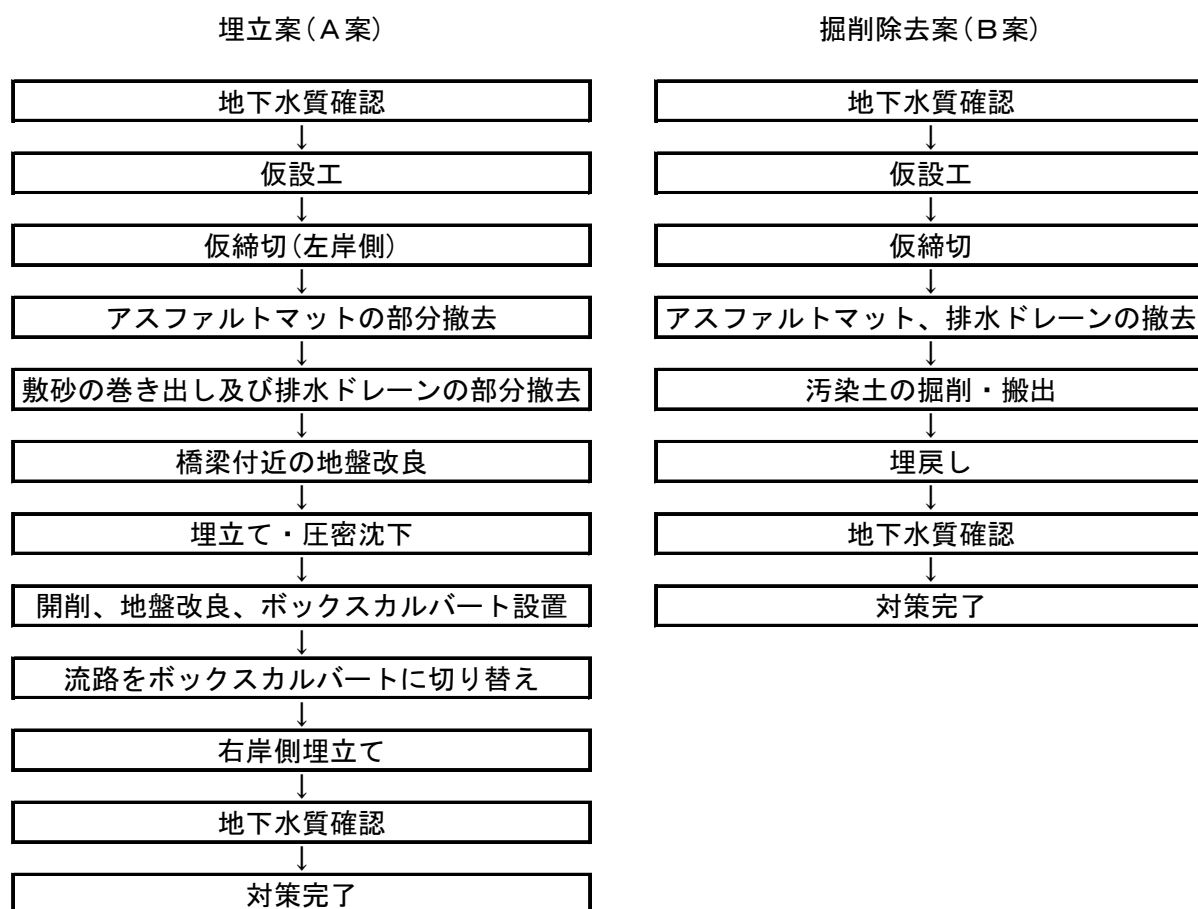 埋立案(A案)
地下水質確認
↓
仮設工
↓
仮締切(左岸側)
↓
アスファルトマットの部分撤去
↓
敷砂の巻き出し及び排水ドレーンの部分撤去
↓
橋梁付近の地盤改良
↓
埋立て・圧密沈下
↓
開削、地盤改良、ボックスカルバート設置
↓
流路をボックスカルバートに切り替え
↓
右岸側埋立て
↓
地下水質確認
↓
対策完了
掘削除去案(B案)
地下水質確認
↓
仮設工
↓
仮締切
↓
アスファルトマット、排水ドレーンの撤去
↓
汚染土の掘削・搬出
↓
埋戻し
↓
地下水質確認
↓
対策完了